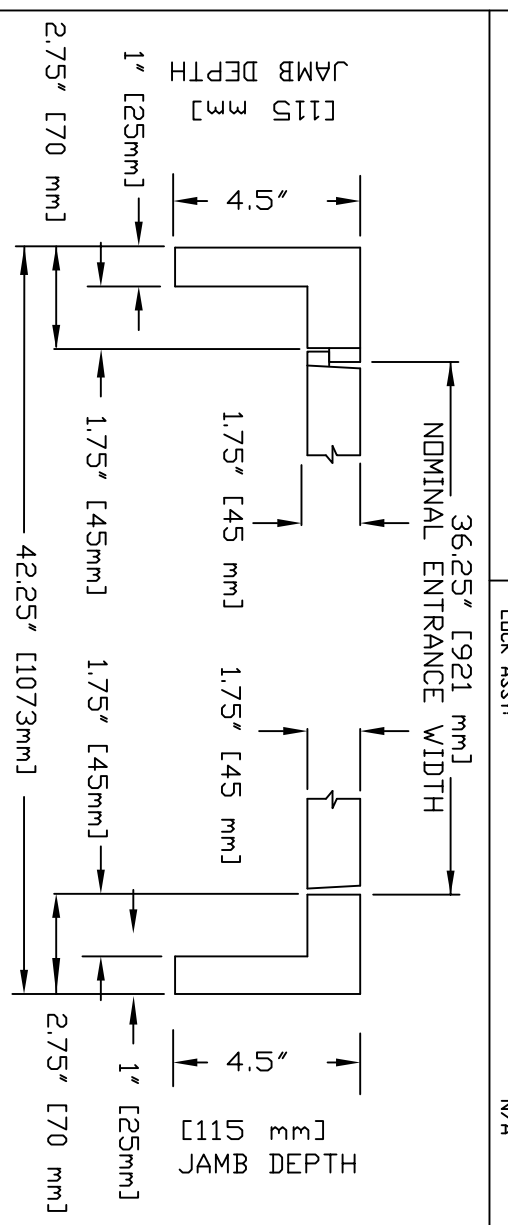 LOCK ASSY.
N/A
36.25" [921 mm]
NOMINAL ENTRANCE WIDTH
1.75" [45 mm]
1.75" [45 mm]
4.5"
[115 mm]
JAMB DEPTH
4.5"
[115 mm]
JAMB DEPTH
1.75" [45mm]
1.75" [45mm]
1" [25mm]
1" [25mm]
2.75" [70 mm]
2.75" [70 mm]
42.25" [1073mm]